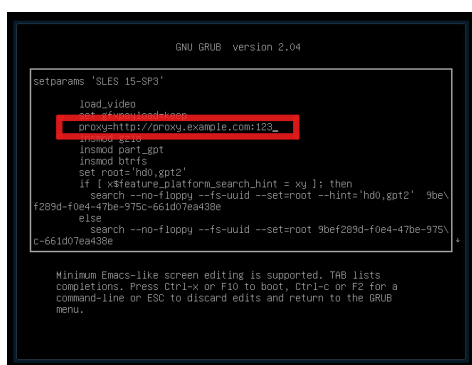 GNU GRUB version 2.04
setparams 'SLES 15-SP3'
load_video
set gfxpayload=keep
proxy=http://proxy.example.com:123_
insmod gzio
insmod part_gpt
insmod btrfs
set root='hd0,gpt2'
if [ x$feature_platform_search_hint = xy ]; then
search --no-floppy --fs-uuid --set=root --hint='hd0,gpt2' 9be\
f289d-f0e4-47be-975c-661d07ea438e
else
search --no-floppy --fs-uuid --set=root 9bef289d-f0e4-47be-975\
c-661d07ea438e
Minimum Emacs-like screen editing is supported. TAB lists
completions. Press Ctrl-x or F10 to boot, Ctrl-c or F2 for a
command-line or ESC to discard edits and return to the GRUB
menu.